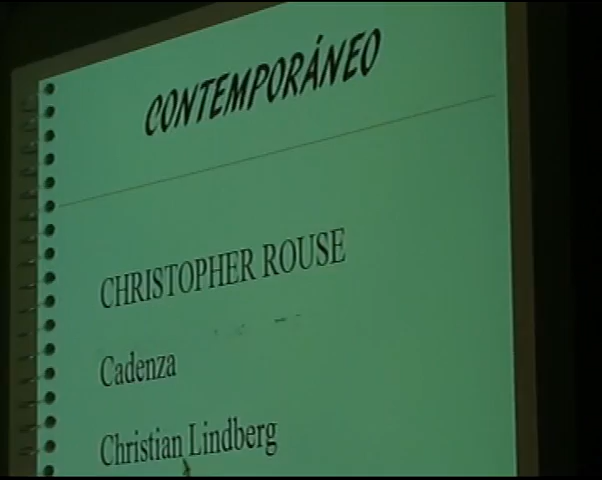 CONTEMPORÁNEO
CHRISTOPHER ROUSE
Cadenza
Christian Lindberg